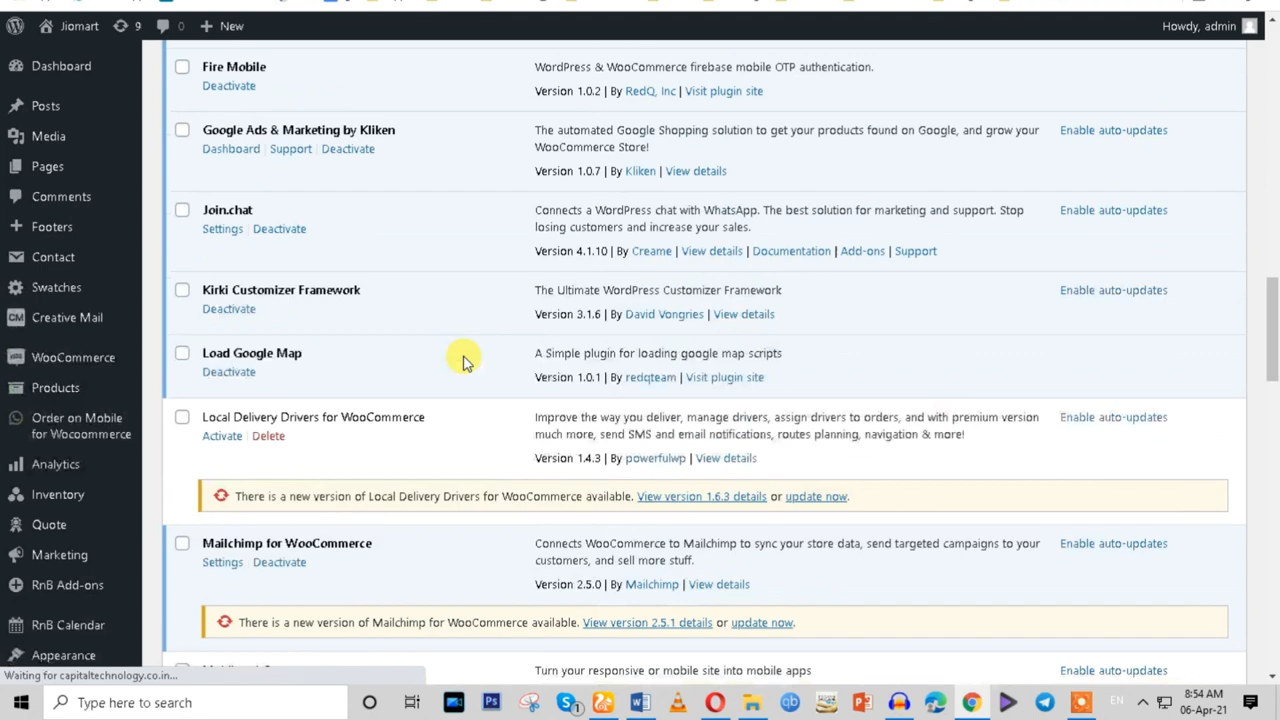 Jiomart 9 0 New Howdy, admin
Dashboard
Posts
Media
Pages
Comments
Footers
Contact
Swatches
CM Creative Mail
WooCommerce
Products
Order on Mobile
for Wocoommerce
Analytics
Inventory
Quote
Marketing
RnB Add-ons
RnB Calendar
Appearance
Fire Mobile
Deactivate
WordPress & WooCommerce firebase mobile OTP authentication.
Version 1.0.2 | By RedQ, Inc | Visit plugin site
Google Ads & Marketing by Kliken
Dashboard | Support | Deactivate
The automated Google Shopping solution to get your products found on Google, and grow your
WooCommerce Store!
Version 1.0.7 | By Kliken | View details
Enable auto-updates
Join.chat
Settings | Deactivate
Connects a WordPress chat with WhatsApp. The best solution for marketing and support. Stop
losing customers and increase your sales.
Version 4.1.10 | By Creame | View details | Documentation | Add-ons | Support
Enable auto-updates
Kirki Customizer Framework
Deactivate
The Ultimate WordPress Customizer Framework
Version 3.1.6 | By David Vongries | View details
Enable auto-updates
Load Google Map
Deactivate
A Simple plugin for loading google map scripts
Version 1.0.1 | By redqteam | Visit plugin site
Local Delivery Drivers for WooCommerce
Activate | Delete
Improve the way you deliver, manage drivers, assign drivers to orders, and with premium version
much more, send SMS and email notifications, routes planning, navigation & more!
Version 1.4.3 | By powerfulwp | View details
Enable auto-updates
There is a new version of Local Delivery Drivers for WooCommerce available. View version 1.6.3 details or update now.
Mailchimp for WooCommerce
Settings | Deactivate
Connects WooCommerce to Mailchimp to sync your store data, send targeted campaigns to your
customers, and sell more stuff.
Version 2.5.0 | By Mailchimp | View details
Enable auto-updates
There is a new version of Mailchimp for WooCommerce available. View version 2.5.1 details or update now.
Turn your responsive or mobile site into mobile apps
Enable auto-updates
Waiting for capitaltechnology.co.in...
Type here to search
EN
8:54 AM
06-Apr-21